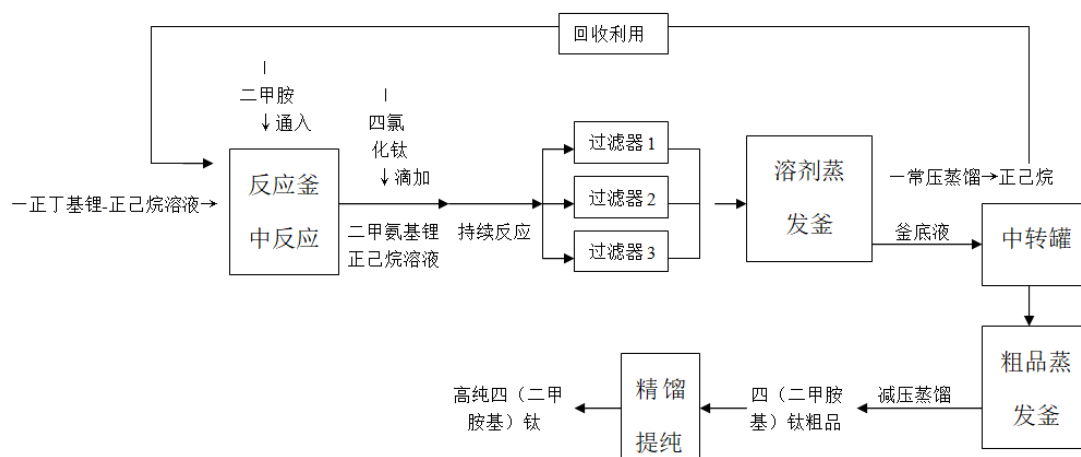 回收利用
二甲胺
↓通入
四氯
化钛
↓滴加
一正丁基锂-正己烷溶液→
反应釜
中反应
二甲氨基锂
正己烷溶液
持续反应
过滤器1
过滤器2
过滤器3
溶剂蒸
发釜
一常压蒸馏→正己烷
釜底液
中转罐
粗品蒸
发釜
减压蒸馏
四（二甲胺
基）钛粗品
精馏
提纯
高纯四（二甲
胺基）钛